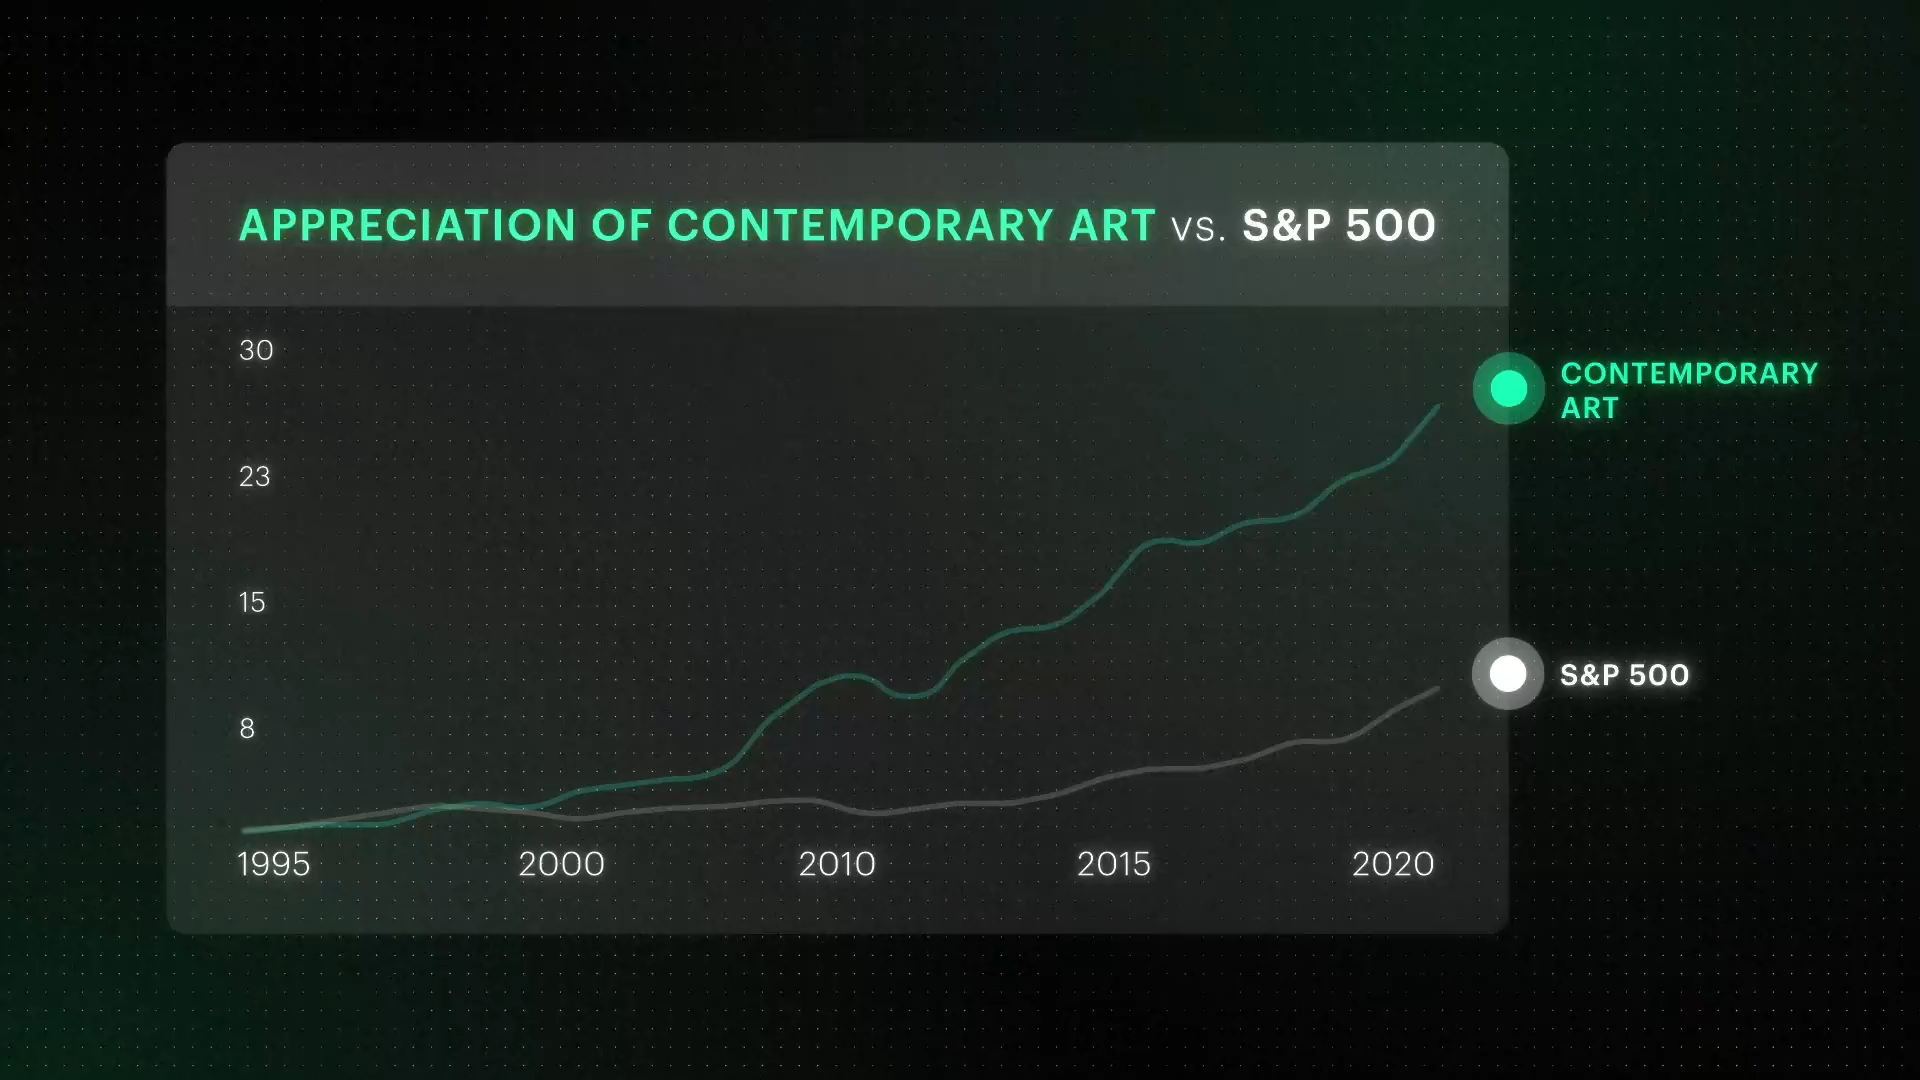 APPRECIATION OF CONTEMPORARY ART VS. S&P 500
30
CONTEMPORARY
ART
23
15
S&P 500
8
1995 2000 2010 2015 2020